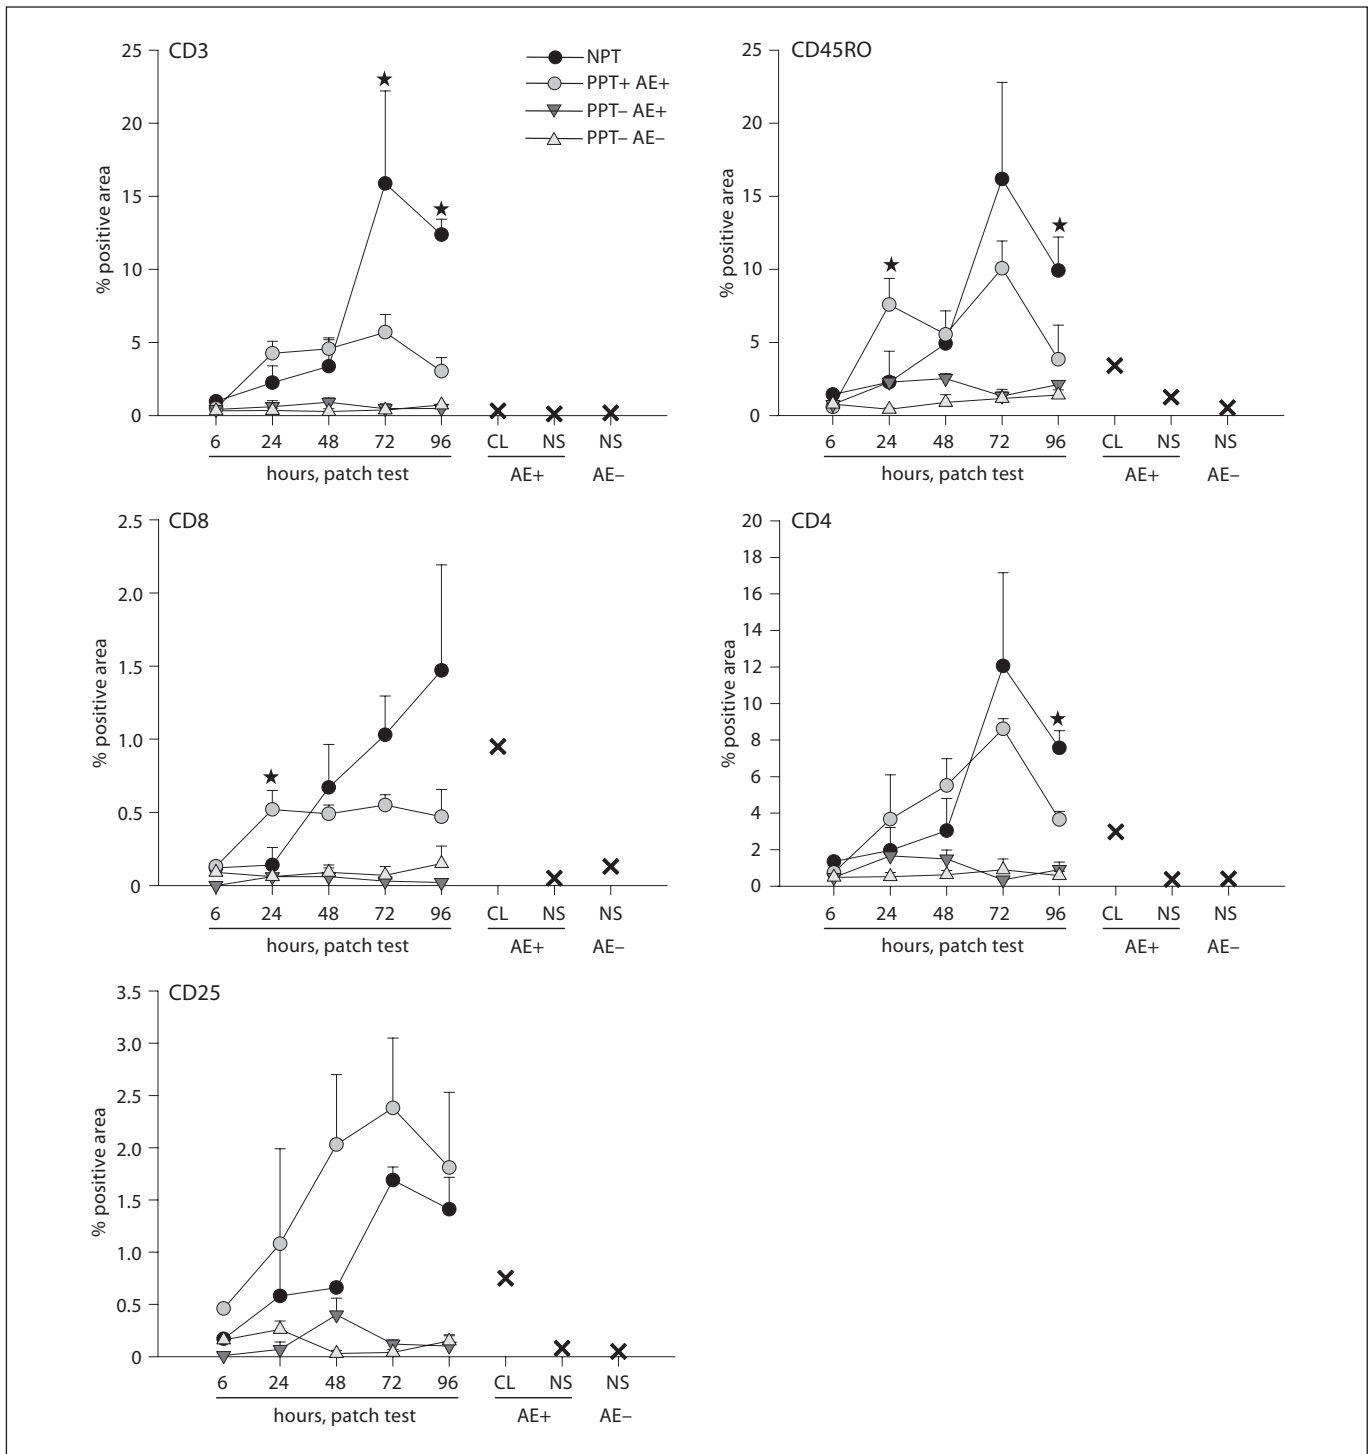 CD3
25
20
15
10
5
0
% positive area
NPT
PPT+ AE+
PPT– AE+
PPT– AE–
6 24 48 72 96 CL NS NS
hours, patch test AE+ AE–
CD45RO
25
20
15
10
5
0
% positive area
6 24 48 72 96 CL NS NS
hours, patch test AE+ AE–
CD8
2.5
2.0
1.5
1.0
0.5
0
% positive area
6 24 48 72 96 CL NS NS
hours, patch test AE+ AE–
CD4
20
18
16
14
12
10
8
6
4
2
0
% positive area
6 24 48 72 96 CL NS NS
hours, patch test AE+ AE–
CD25
3.5
3.0
2.5
2.0
1.5
1.0
0.5
0
% positive area
6 24 48 72 96 CL NS NS
hours, patch test AE+ AE–